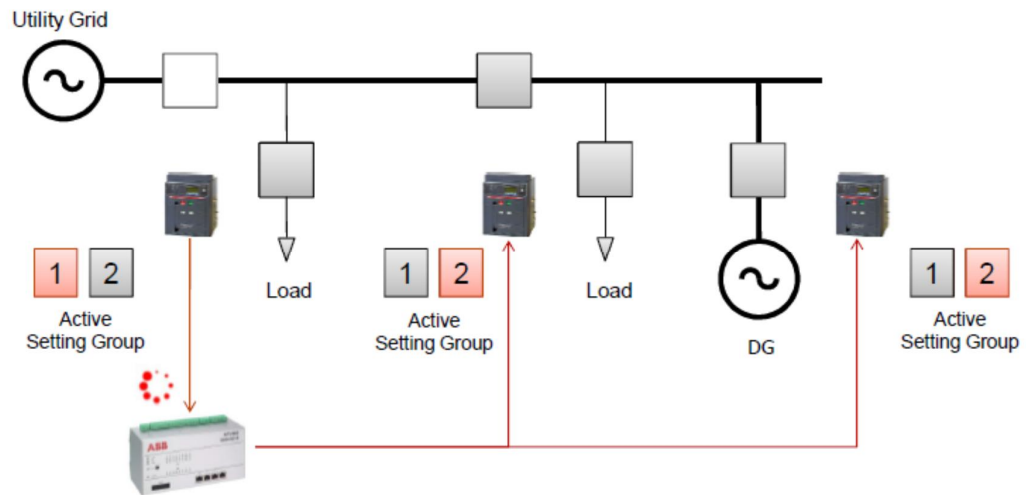 Utility Grid
1 2
Active
Setting Group
Load
1 2
Active
Setting Group
Load
DG
1 2
Active
Setting Group
ABB